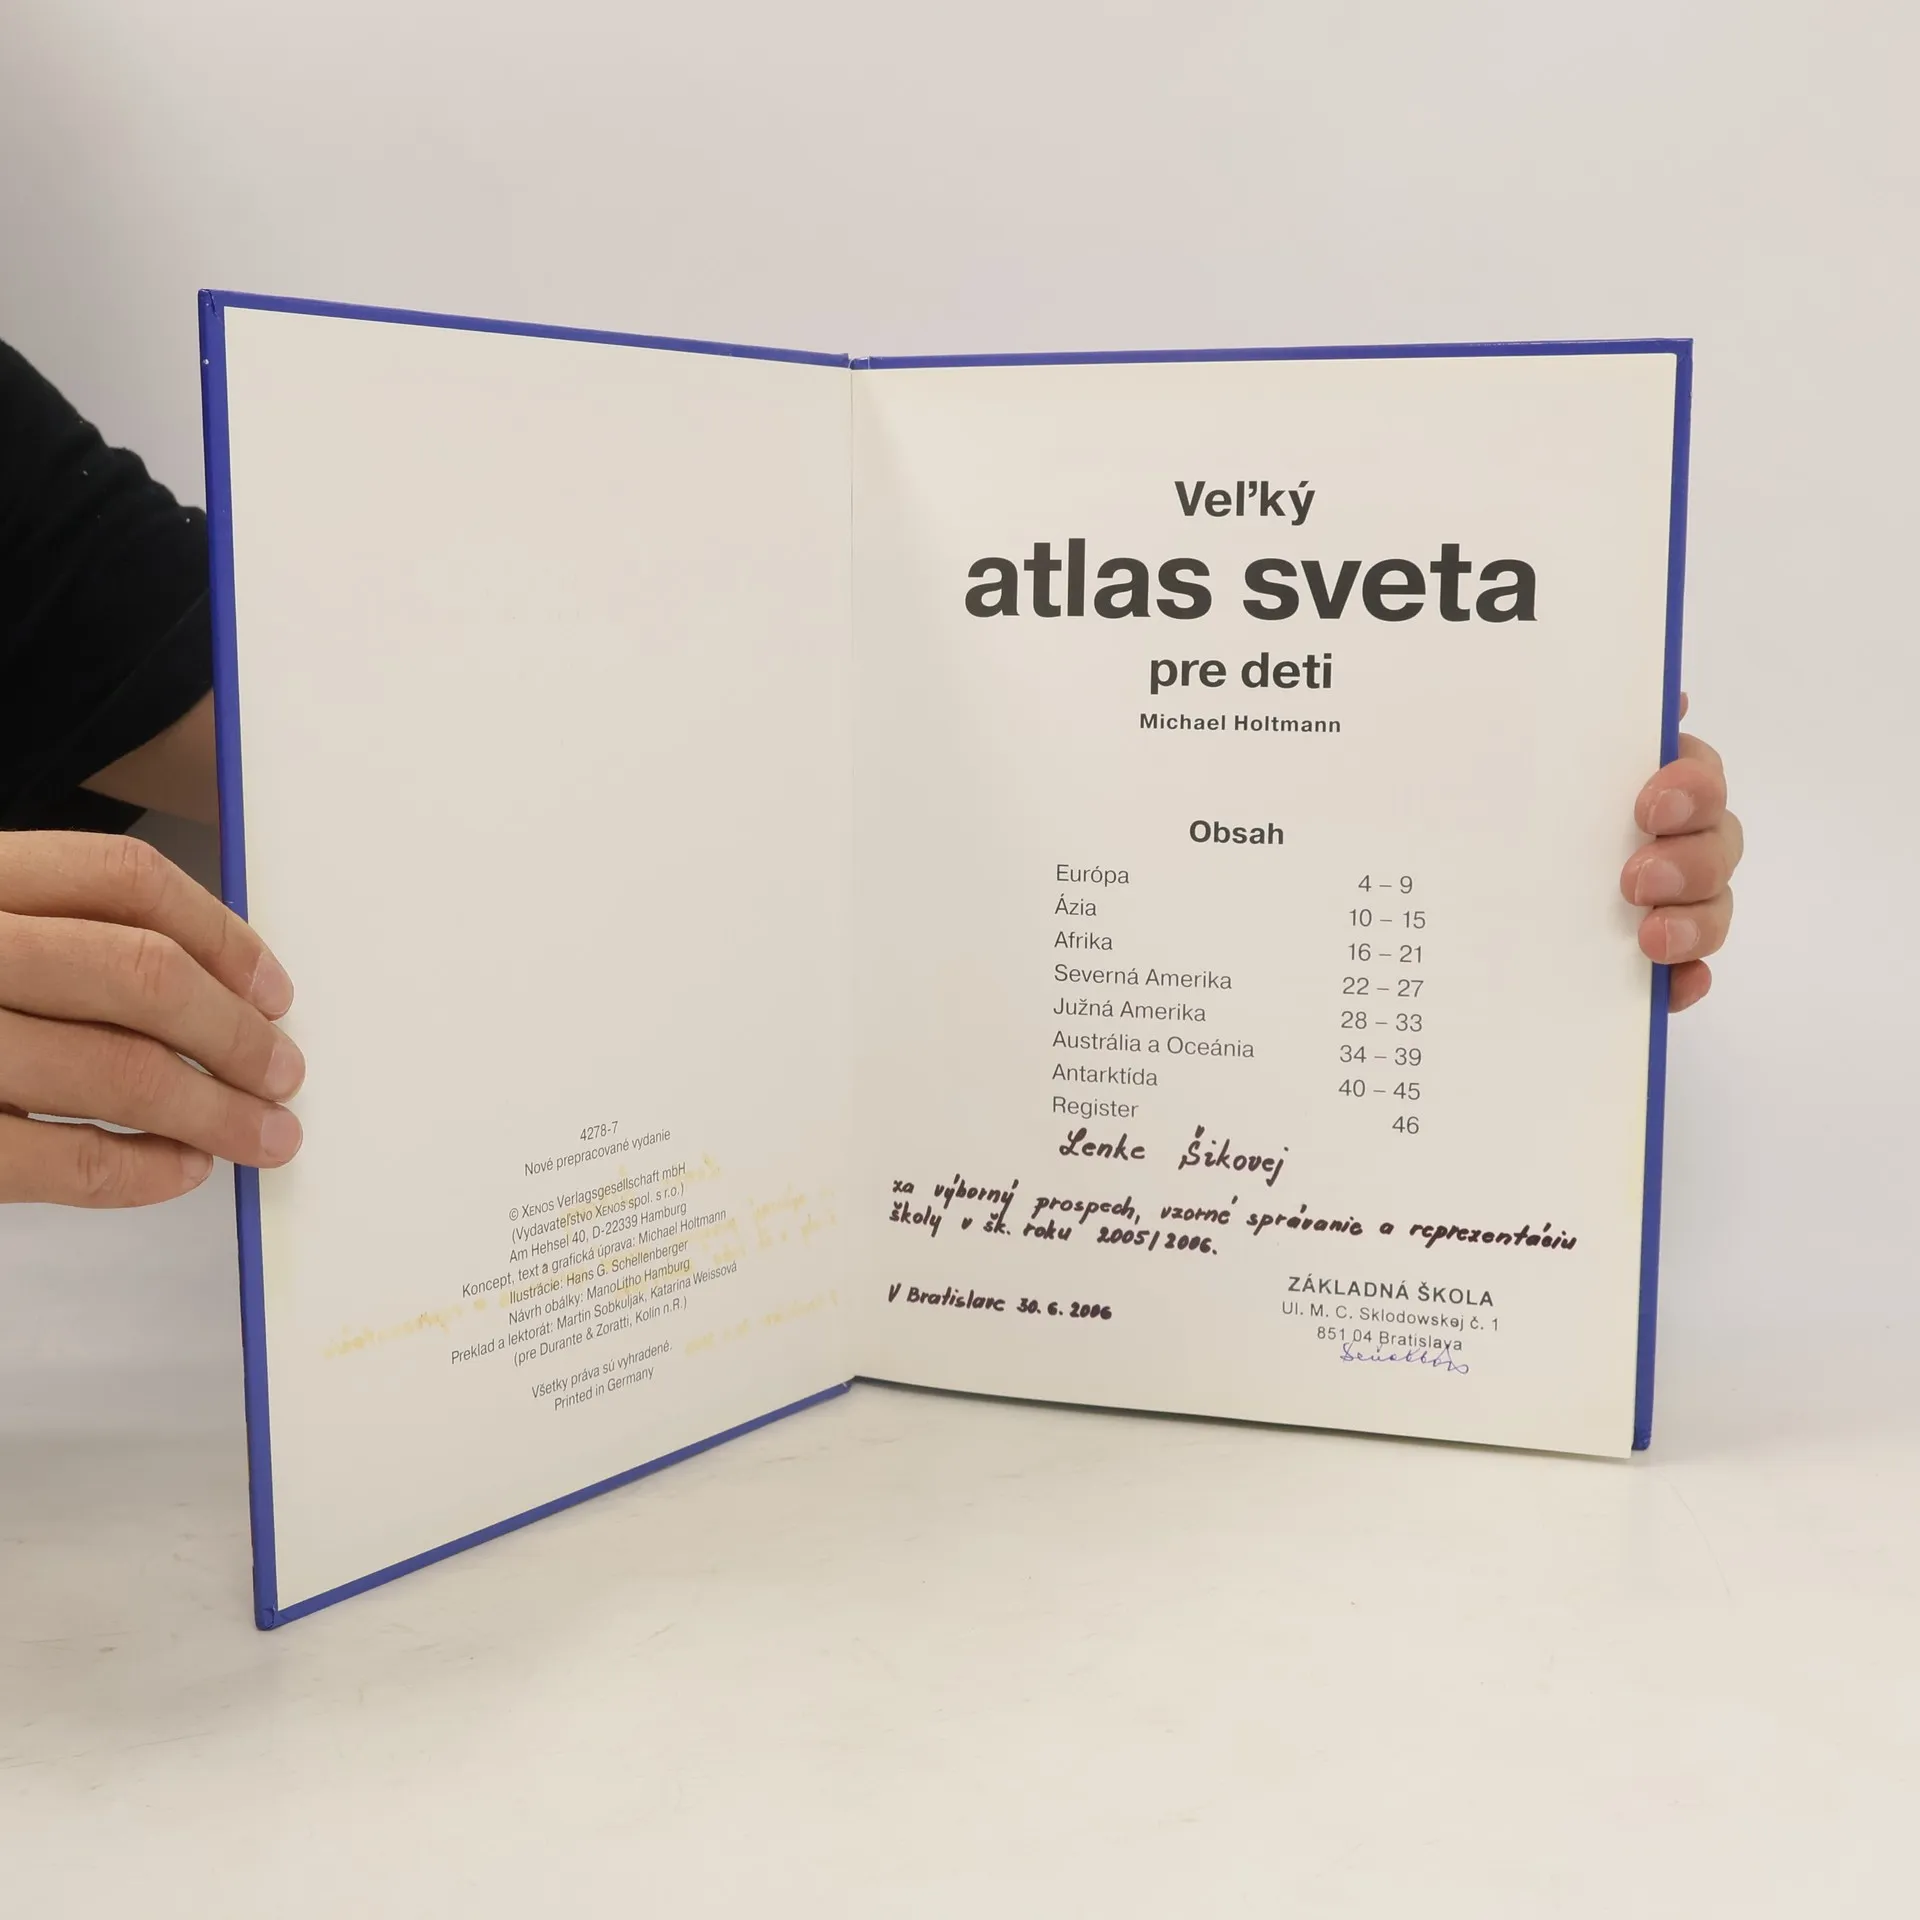 4278-7
Nové prepracované vydanie
© XENOS Verlagsgesellschaft mbH
(Vydavateľstvo XENOS spol. s r.o.)
Am Hehsel 40, D-22339 Hamburg
Koncept, text a grafická úprava: Michael Holtmann
Ilustrácie: Hans G. Schellenberger
Návrh obálky: ManoLitho Hamburg
Preklad a lektorát: Martin Sobkuljak, Katarina Weissová
(pre Durante & Zoratti, Kolín n.R.)
Všetky práva sú vyhradené.
Printed in Germany
Veľký
atlas sveta
pre deti
Michael Holtmann
Obsah
Európa 4 – 9
Ázia 10 – 15
Afrika 16 – 21
Severná Amerika 22 – 27
Južná Amerika 28 – 33
Austrália a Oceánia 34 – 39
Antarktída 40 – 45
Register 46
Lenke Šikovej
za výborný prospech, vzorné správanie a reprezentáciu
školy v šk. roku 2005/2006.
V Bratislave 30. 6. 2006
ZÁKLADNÁ ŠKOLA
Ul. M. C. Sklodowskej č. 1
851 04 Bratislava